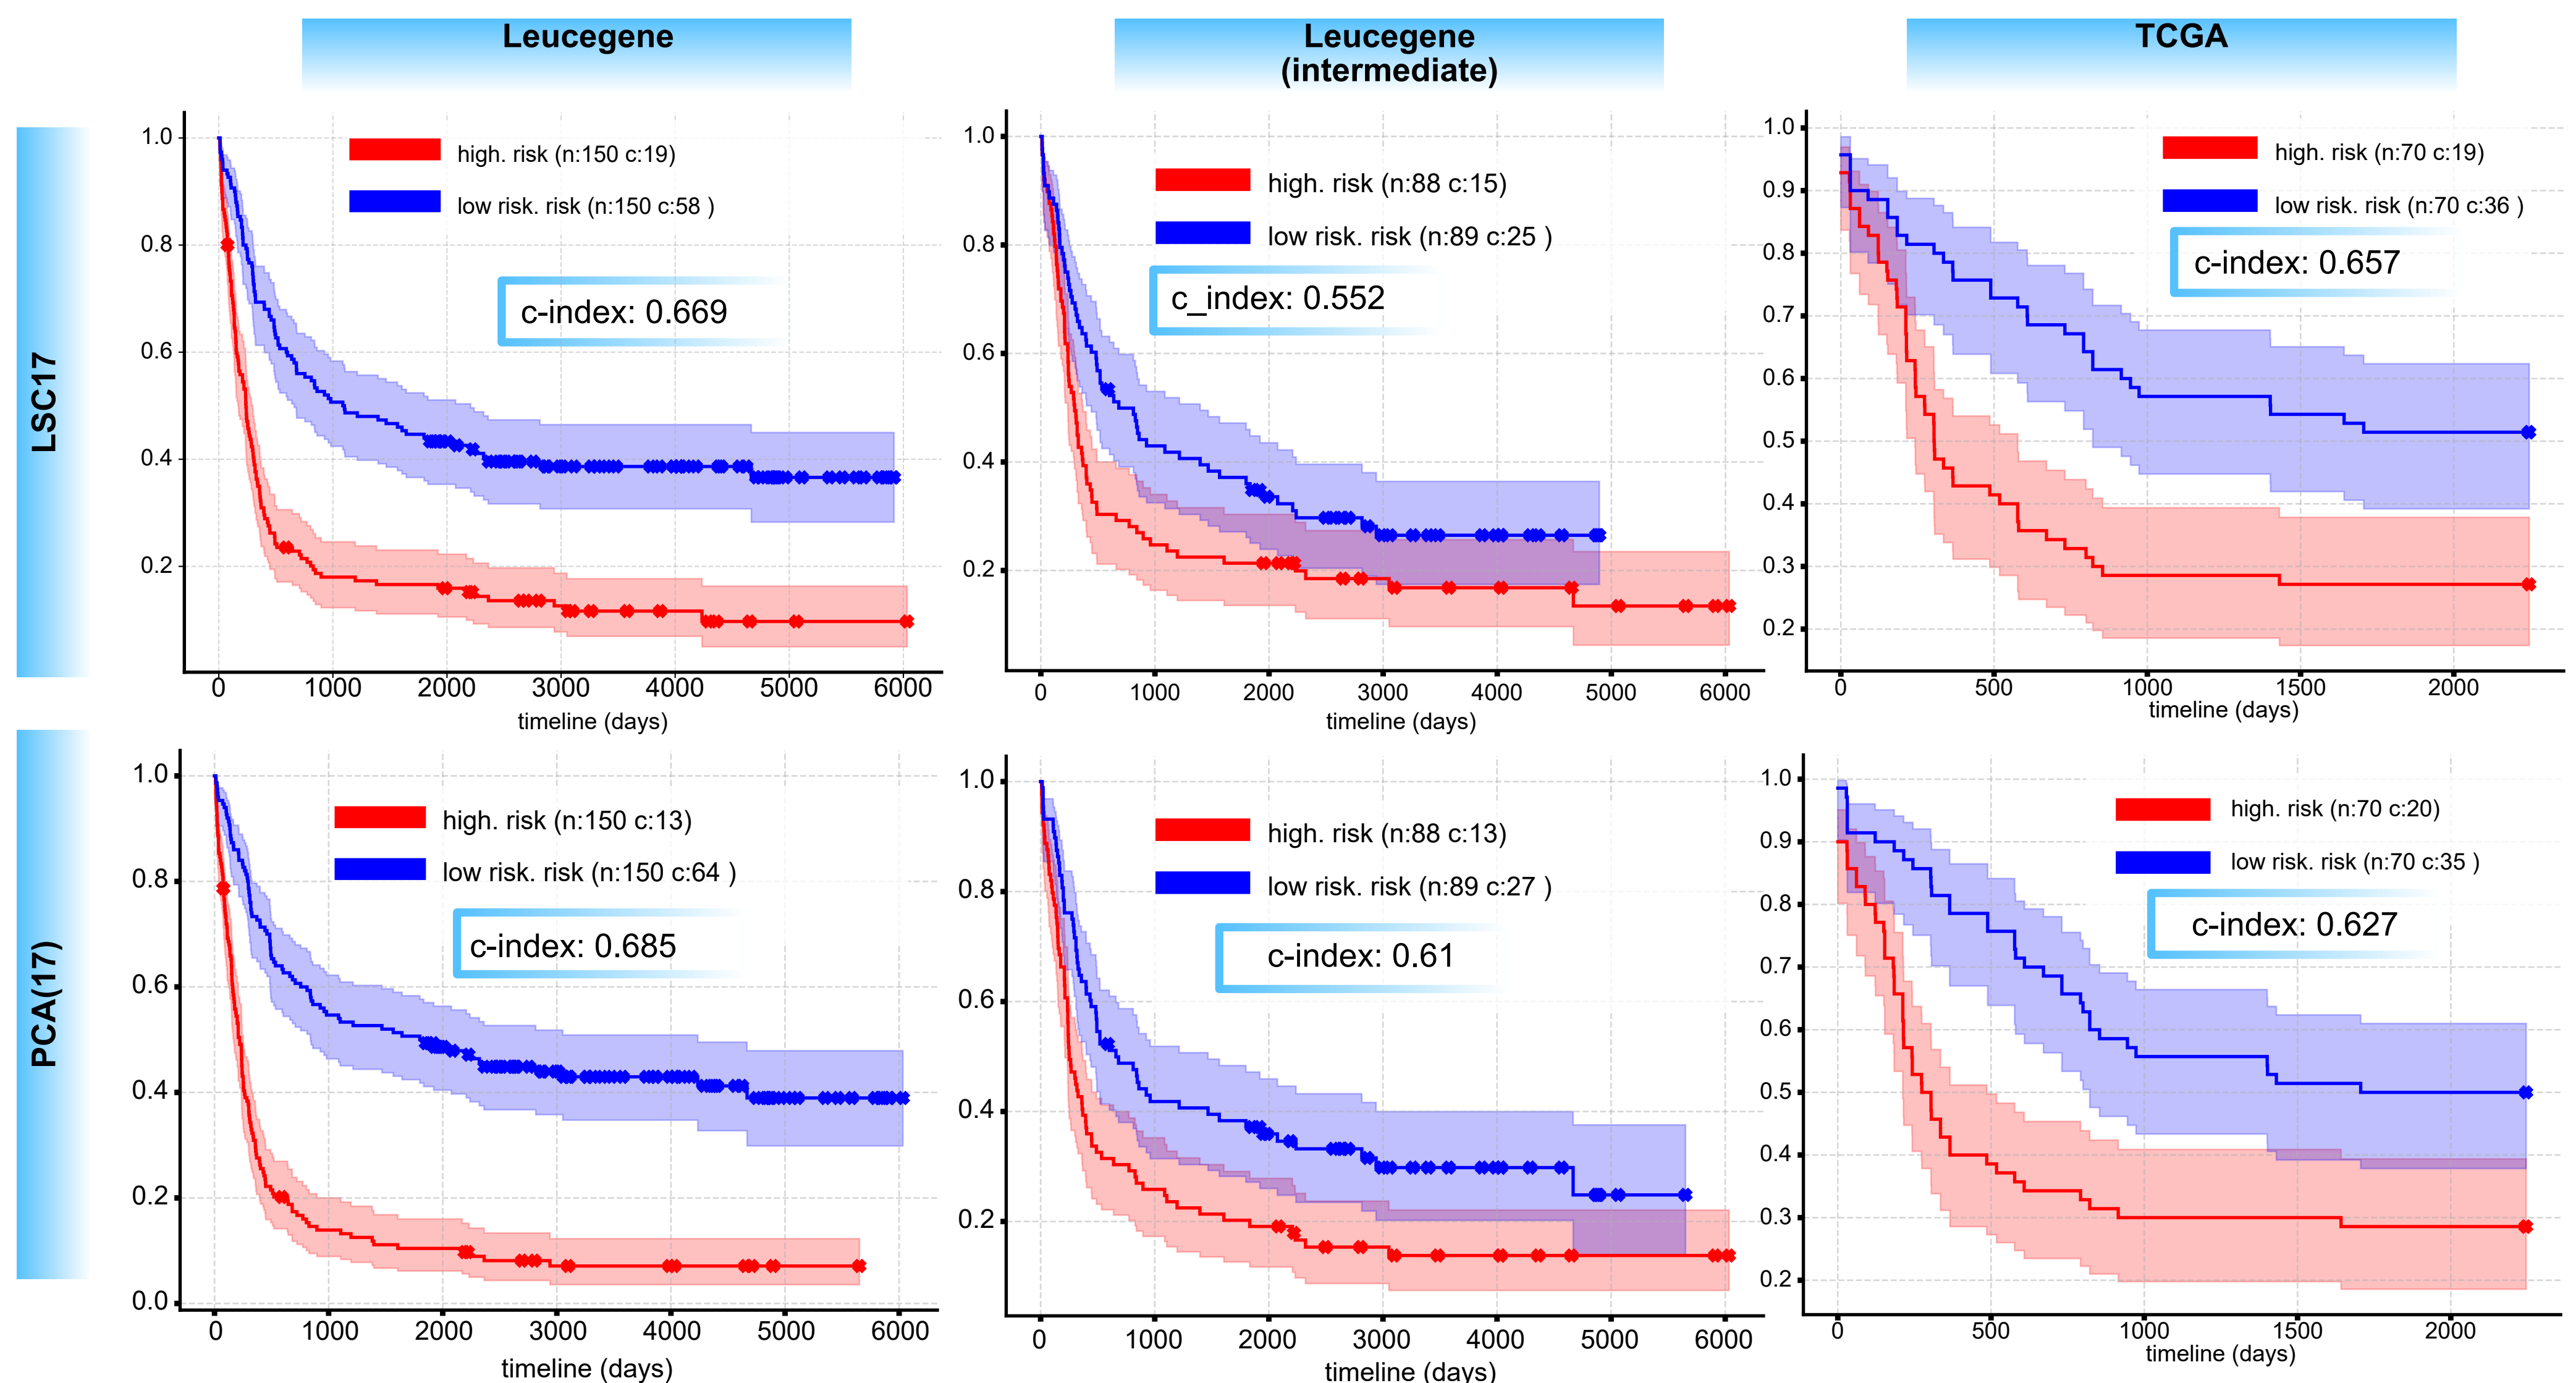 Leucegene
Leucegene
(intermediate)
TCGA
LSC17
1.0
0.8
0.6
0.4
0.2
high. risk (n:150 c:19)
low risk. risk (n:150 c:58 )
c-index: 0.669
0 1000 2000 3000 4000 5000 6000
timeline (days)
1.0
0.8
0.6
0.4
0.2
high. risk (n:88 c:15)
low risk. risk (n:89 c:25 )
c_index: 0.552
0 1000 2000 3000 4000 5000 6000
timeline (days)
1.0
0.9
0.8
0.7
0.6
0.5
0.4
0.3
0.2
high. risk (n:70 c:19)
low risk. risk (n:70 c:36 )
c-index: 0.657
0 500 1000 1500 2000
timeline (days)
PCA(17)
1.0
0.8
0.6
0.4
0.2
0.0
high. risk (n:150 c:13)
low risk. risk (n:150 c:64 )
c-index: 0.685
0 1000 2000 3000 4000 5000 6000
timeline (days)
1.0
0.8
0.6
0.4
0.2
high. risk (n:88 c:13)
low risk. risk (n:89 c:27 )
c-index: 0.61
0 1000 2000 3000 4000 5000 6000
timeline (days)
1.0
0.9
0.8
0.7
0.6
0.5
0.4
0.3
0.2
high. risk (n:70 c:20)
low risk. risk (n:70 c:35 )
c-index: 0.627
0 500 1000 1500 2000
timeline (days)